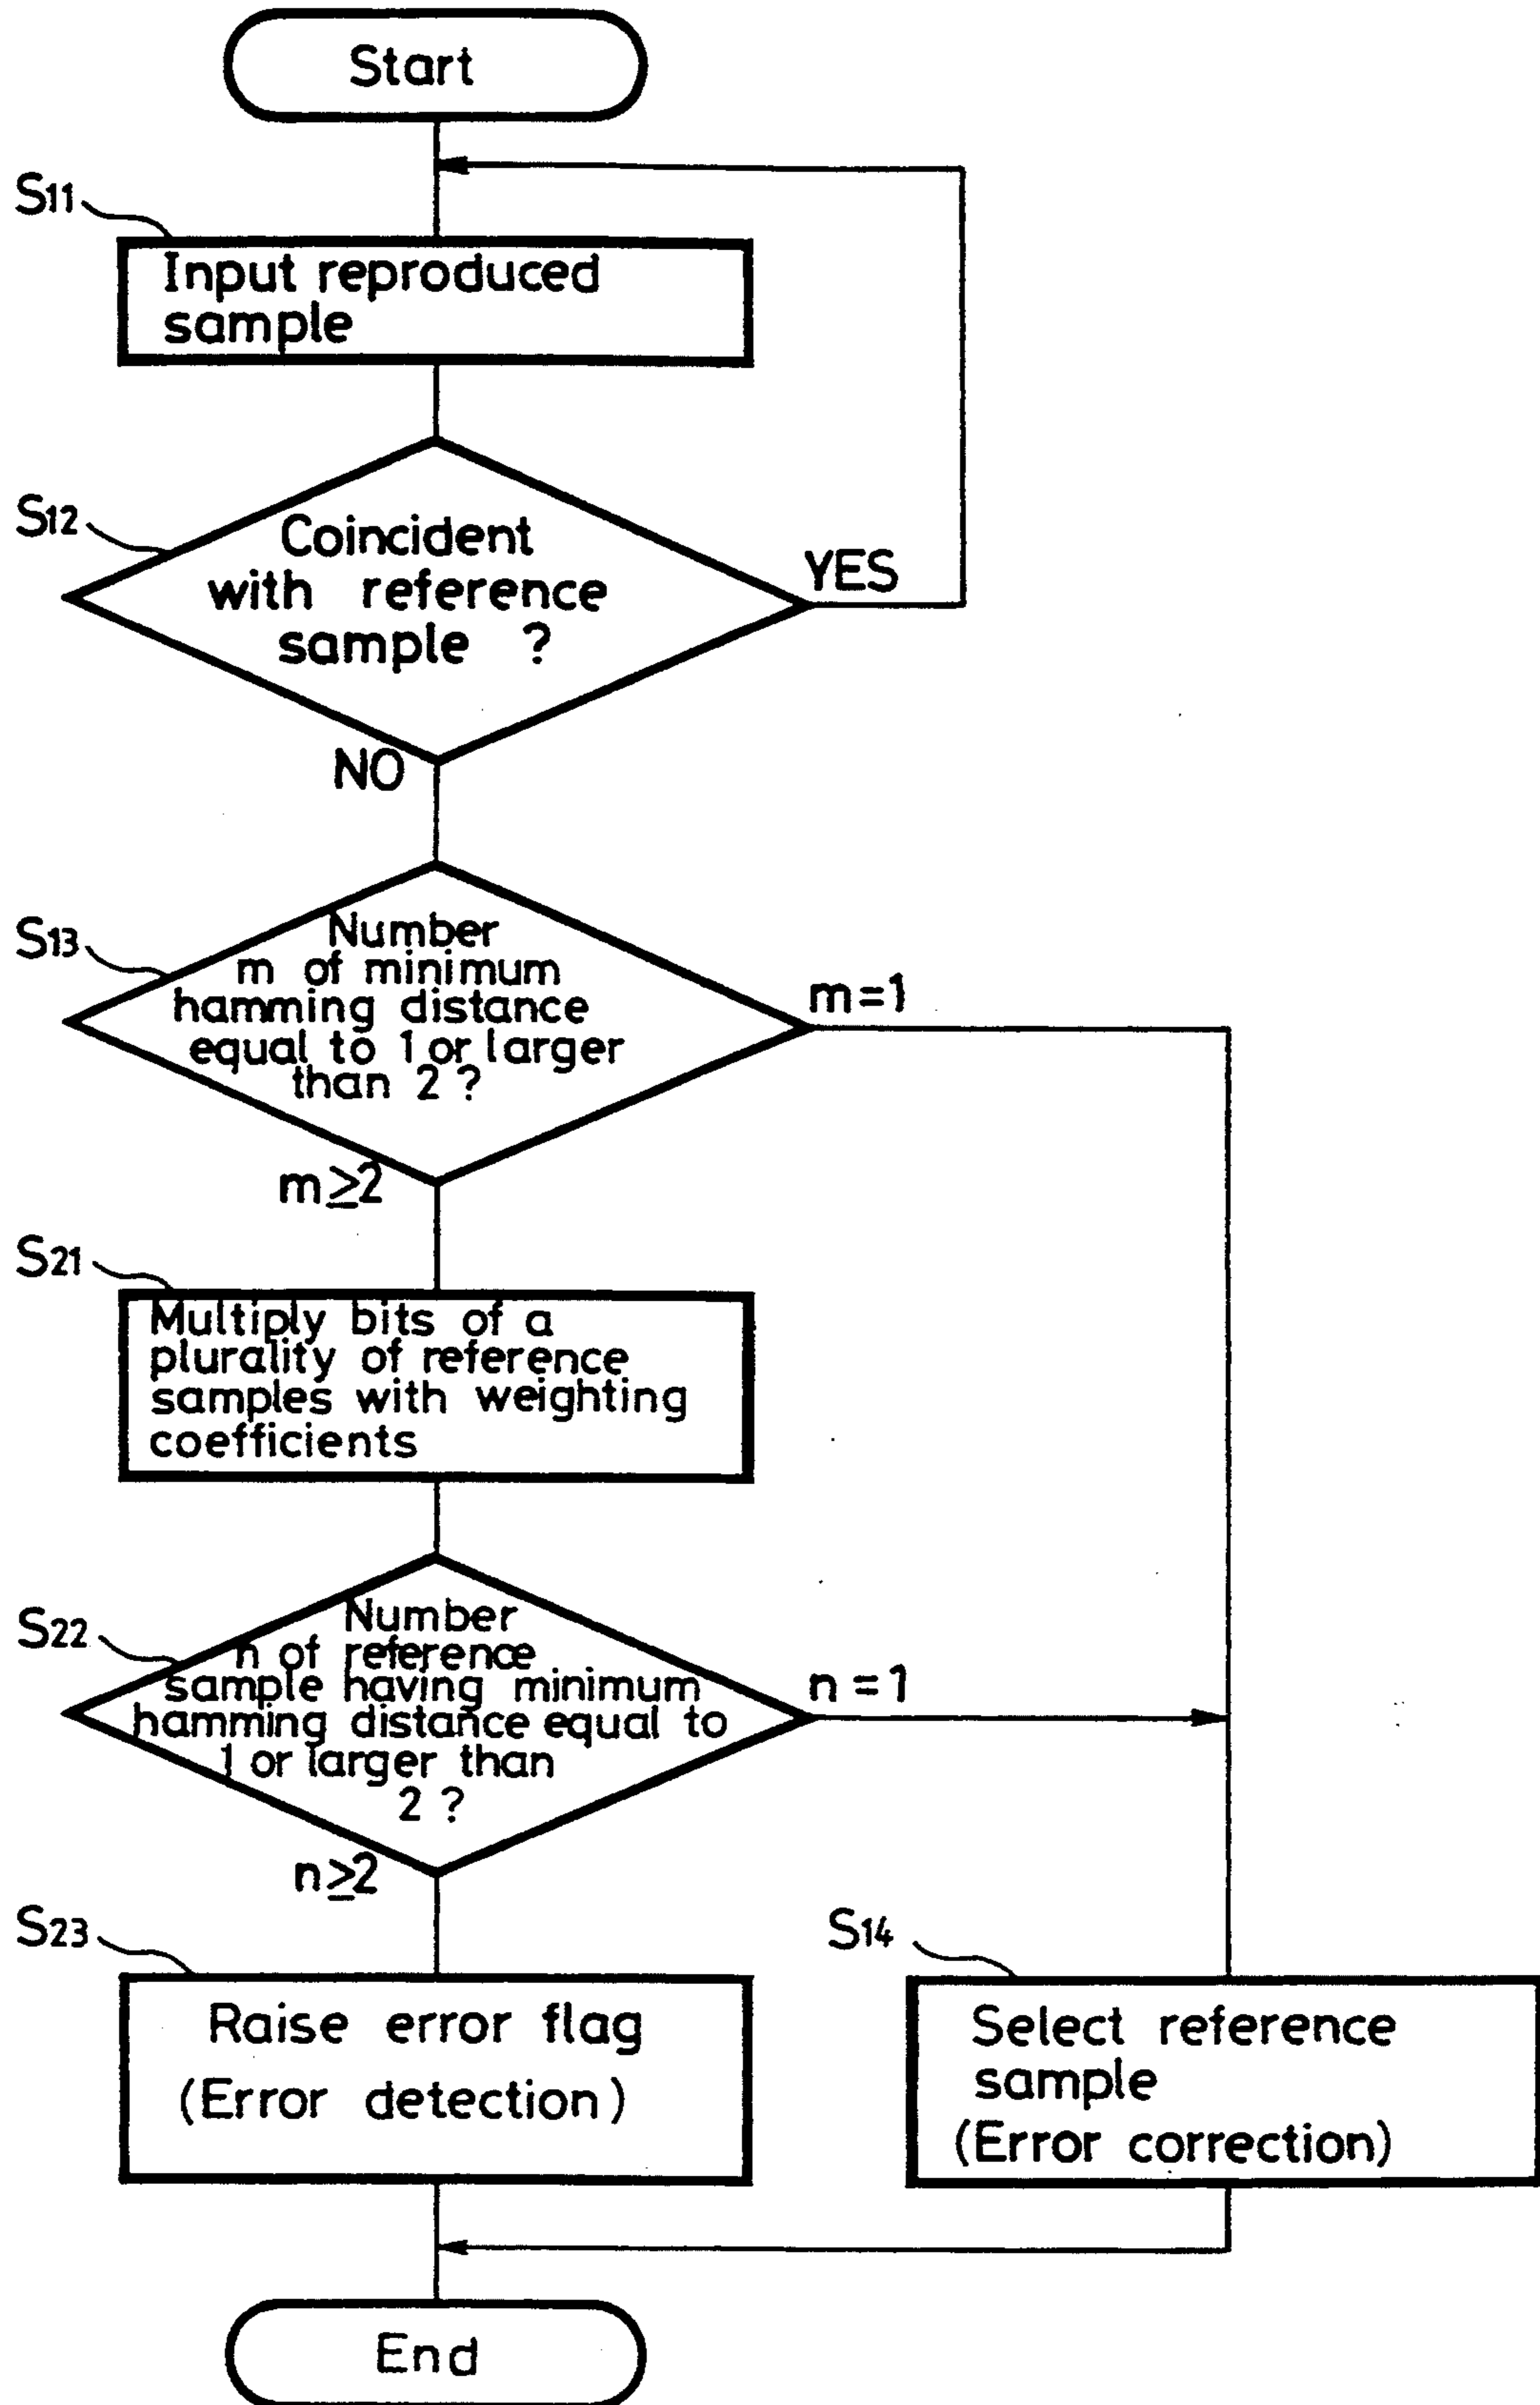 Start
S11
Input reproduced
sample
S12
Coincident
with reference
sample ?
YES
NO
S13
Number
m of minimum
hamming distance
equal to 1 or larger
than 2 ?
m=1
m≥2
S21
Multiply bits of a
plurality of reference
samples with weighting
coefficients
S22
Number
n of reference
sample having minimum
hamming distance equal to
1 or larger than
2 ?
n=1
n≥2
S23
Raise error flag
(Error detection)
S14
Select reference
sample
(Error correction)
End